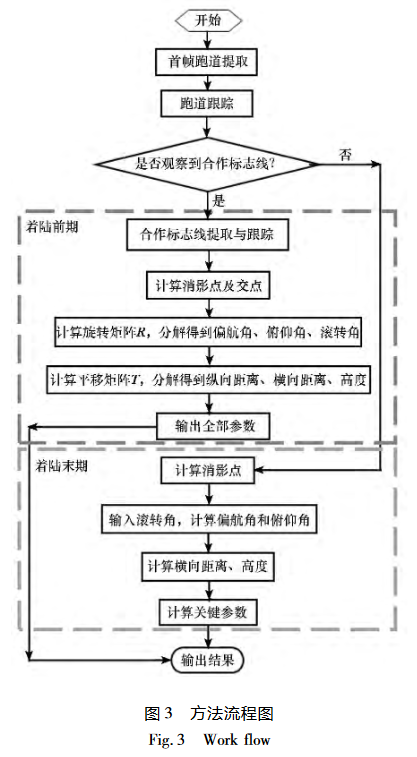 开始
首帧跑道提取
跑道跟踪
是否观察到合作标志线?
否
是
着陆前期
合作标志线提取与跟踪
计算消影点及交点
计算旋转矩阵R，分解得到偏航角、俯仰角、滚转角
计算平移矩阵T，分解得到纵向距离、横向距离、高度
输出全部参数
着陆末期
计算消影点
输入滚转角，计算偏航角和俯仰角
计算横向距离、高度
计算关键参数
输出结果
图3 方法流程图
Fig. 3 Work flow